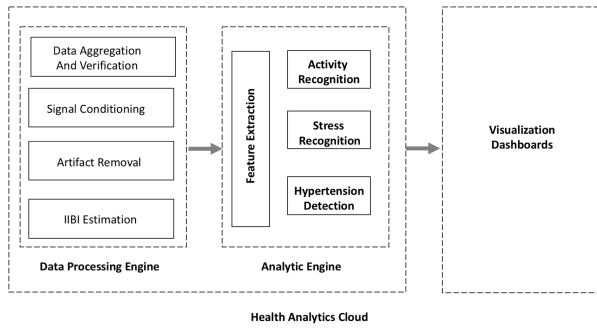 Data Aggregation
And Verification
Signal Conditioning
Artifact Removal
IIBI Estimation
Data Processing Engine
Feature Extraction
Activity
Recognition
Stress
Recognition
Hypertension
Detection
Analytic Engine
Visualization
Dashboards
Health Analytics Cloud